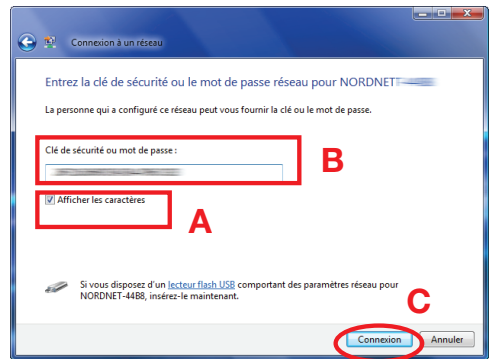 Connexion à un réseau
Entrez la clé de sécurité ou le mot de passe réseau pour NORDNET
La personne qui a configuré ce réseau peut vous fournir la clé ou le mot de passe.
Clé de sécurité ou mot de passe :
B
Afficher les caractères
A
Si vous disposez d'un lecteur flash USB comportant des paramètres réseau pour
NORDNET-44B8, insérez-le maintenant.
C
Connexion Annuler